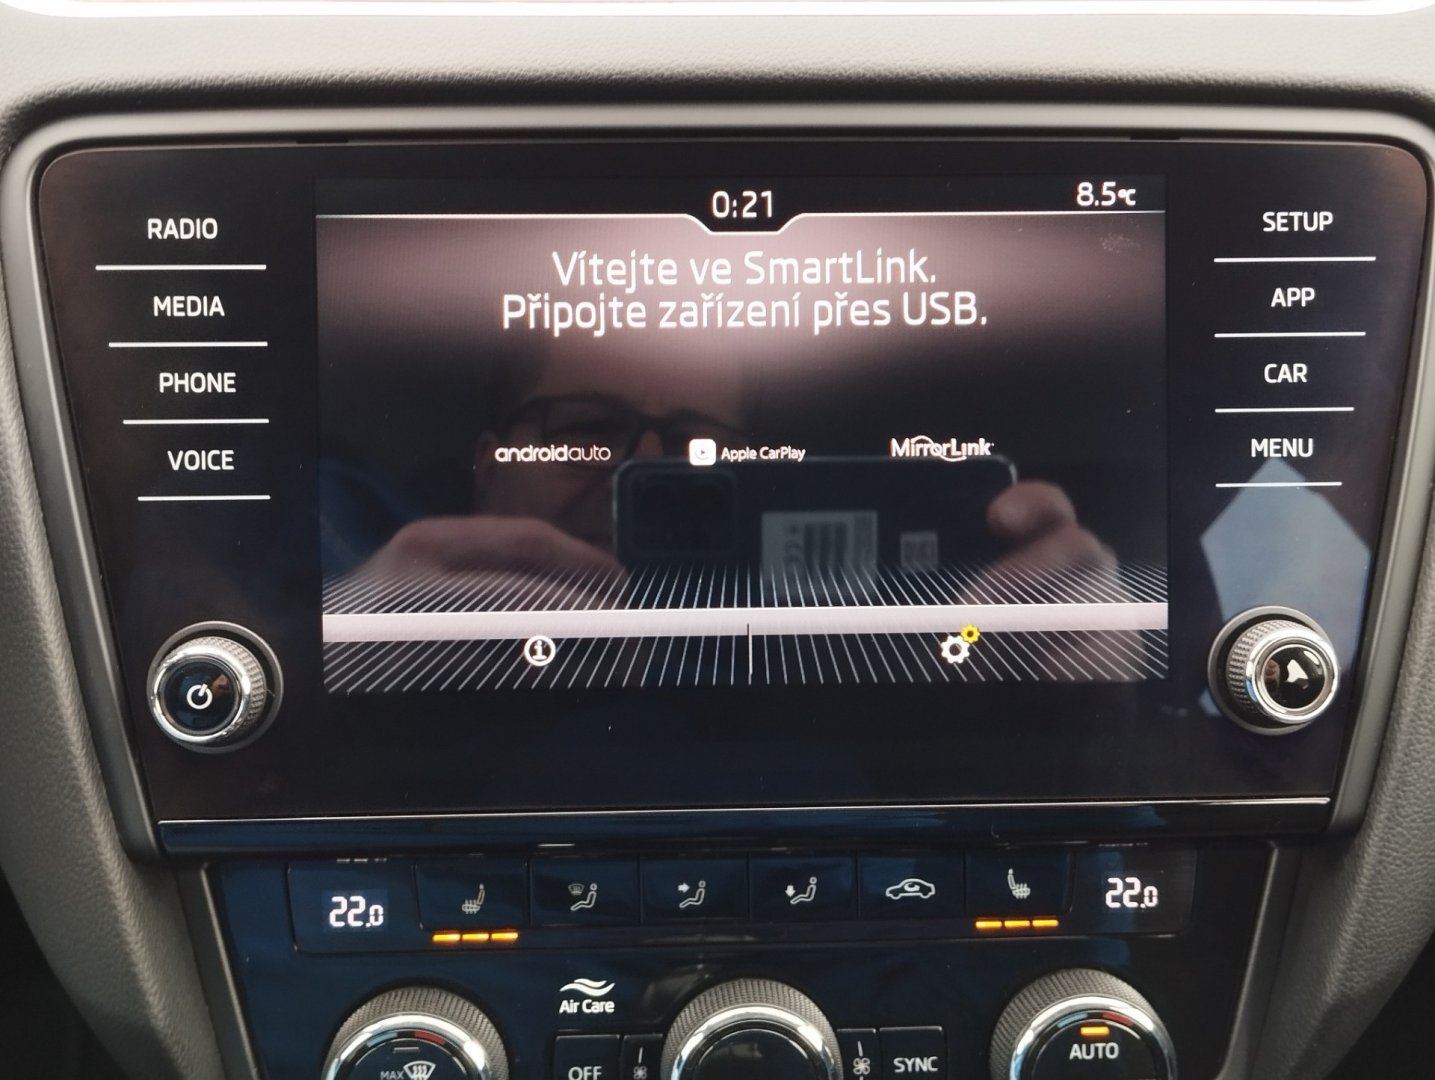 0:21
8.5°C
RADIO
MEDIA
PHONE
VOICE
Vítejte ve SmartLink.
Připojte zařízení přes USB.
androidauto
Apple CarPlay
MirrorLink
SETUP
APP
CAR
MENU
22.0
22.0
Air Care
MAX
OFF
SYNC
AUTO